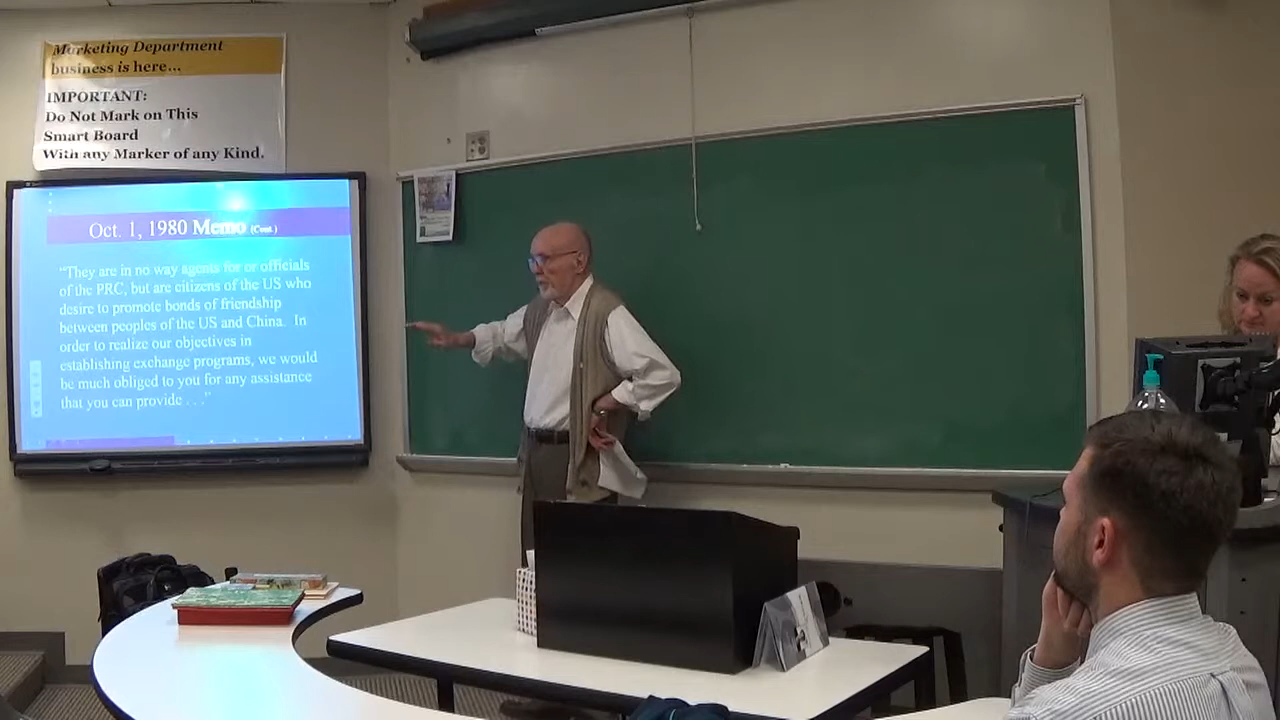 Marketing Department
business is here...
IMPORTANT:
Do Not Mark on This
Smart Board
With any Marker of any Kind.
Oct. 1, 1980 Memo (Cont.)
"They are in no way agents for or officials
of the PRC, but are citizens of the US who
desire to promote bonds of friendship
between peoples of the US and China. In
order to realize our objectives in
establishing exchange programs, we would
be much obliged to you for any assistance
that you can provide . . ."